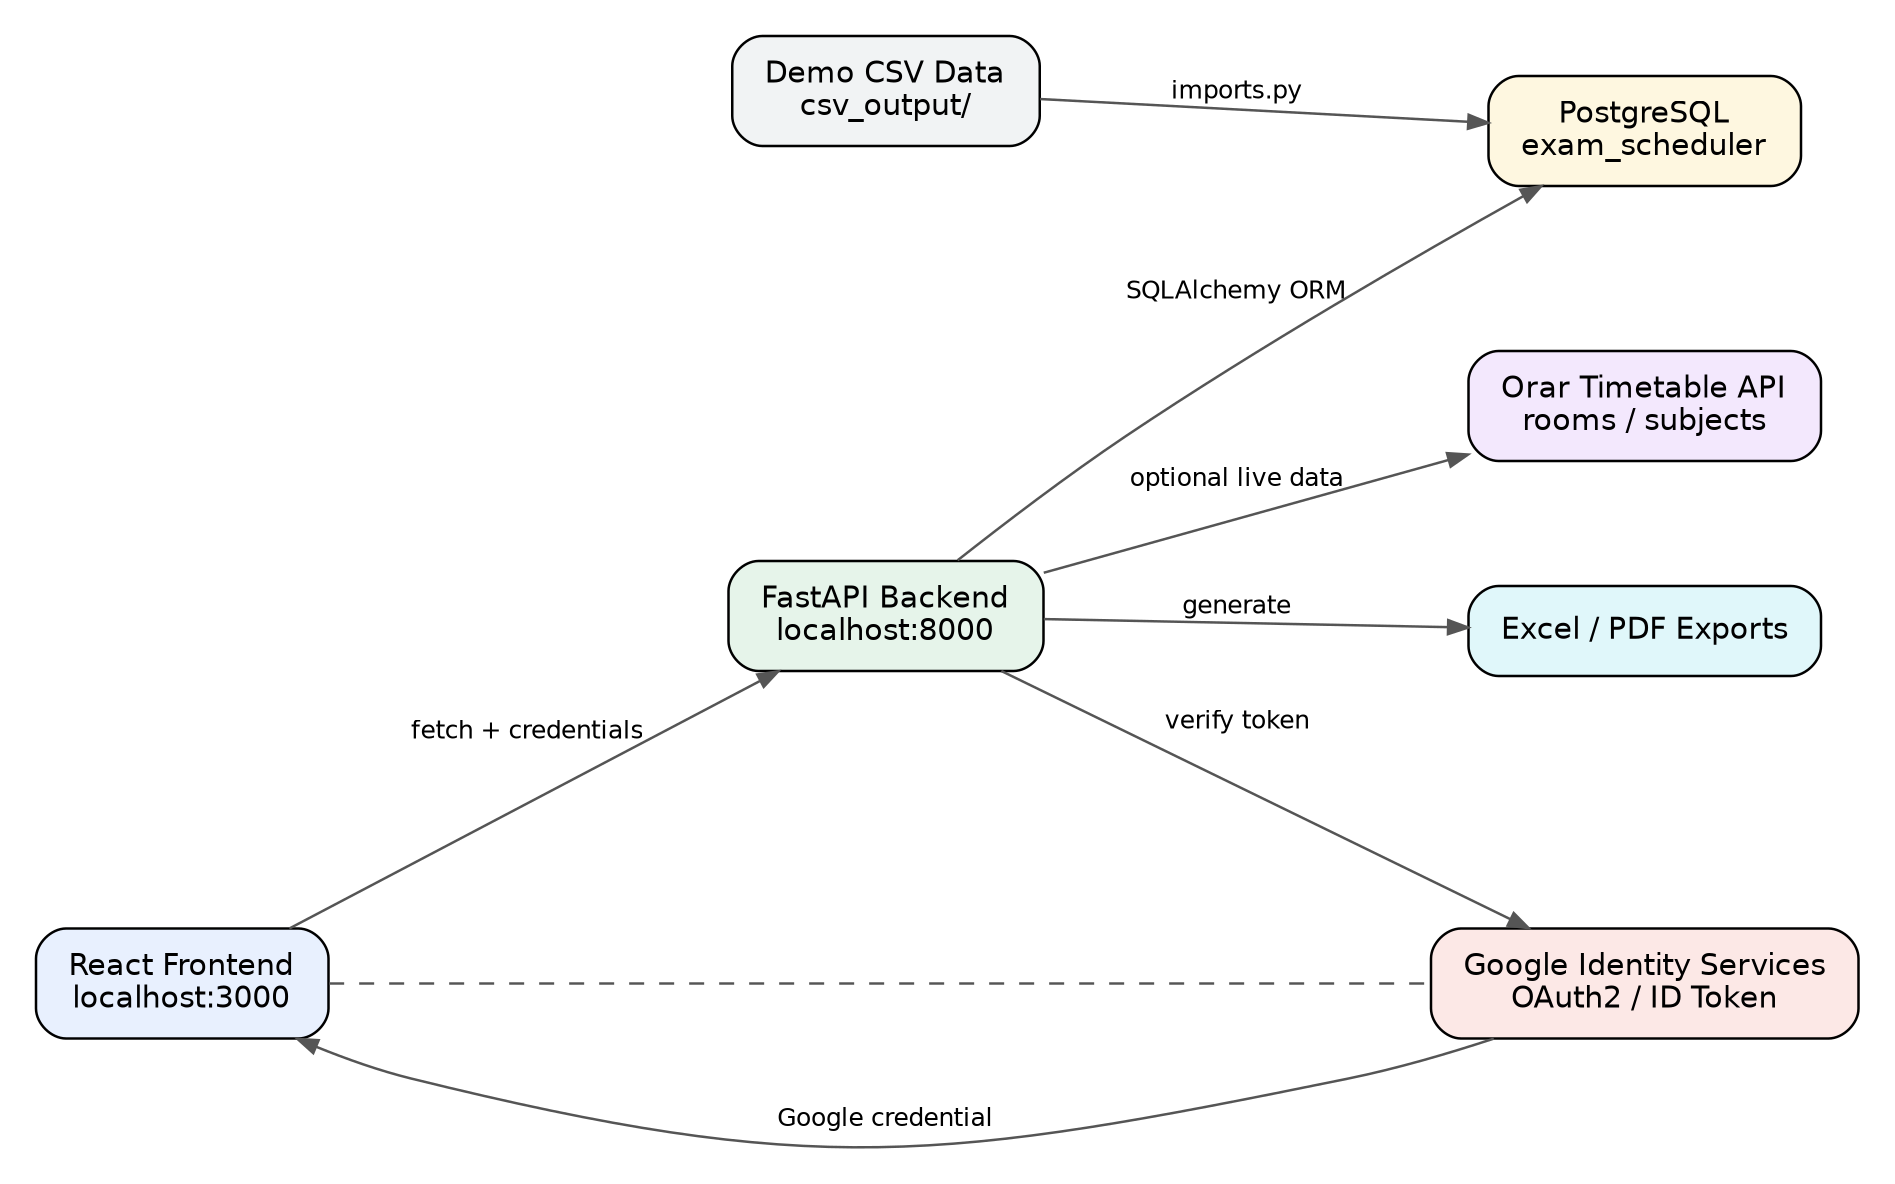 Demo CSV Data
csv_output/
imports.py
PostgreSQL
exam_scheduler
SQLAlchemy ORM
Orar Timetable API
rooms / subjects
optional live data
FastAPI Backend
localhost:8000
generate
Excel / PDF Exports
fetch + credentials
verify token
React Frontend
localhost:3000
Google Identity Services
OAuth2 / ID Token
Google credential